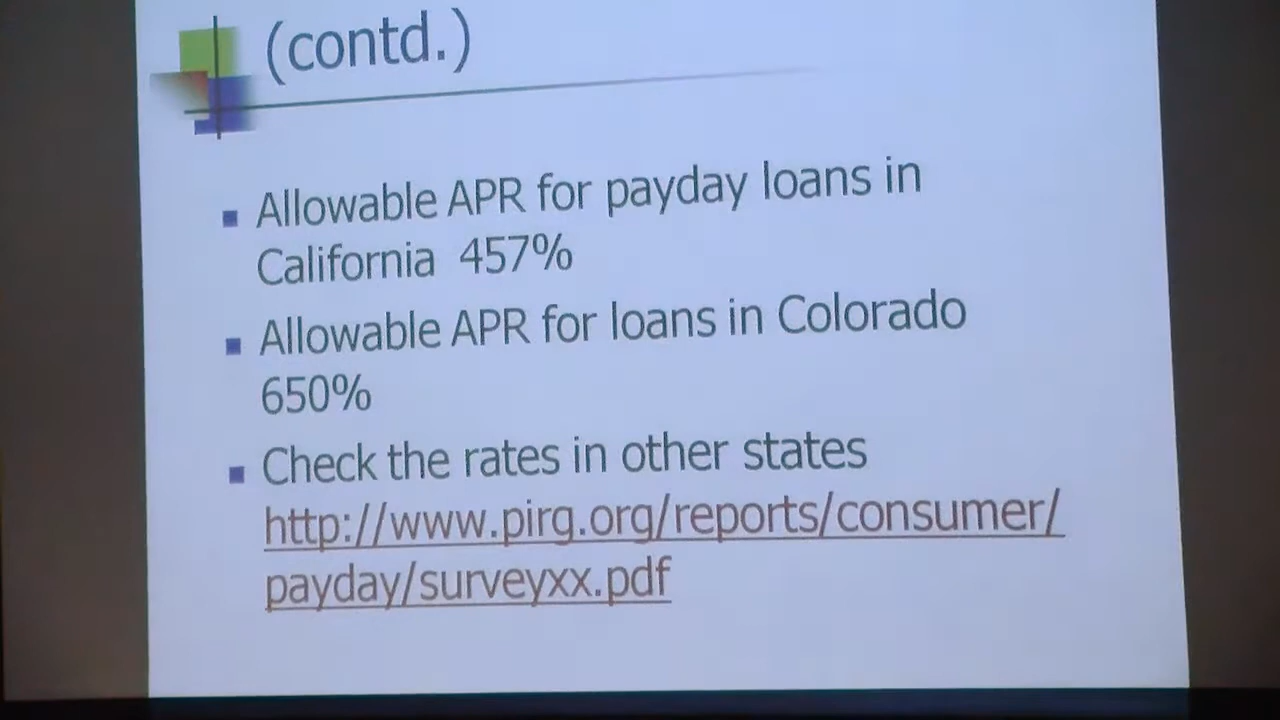 (contd.)
Allowable APR for payday loans in
California 457%
Allowable APR for loans in Colorado
650%
Check the rates in other states
http://www.pirg.org/reports/consumer/
payday/surveyxx.pdf